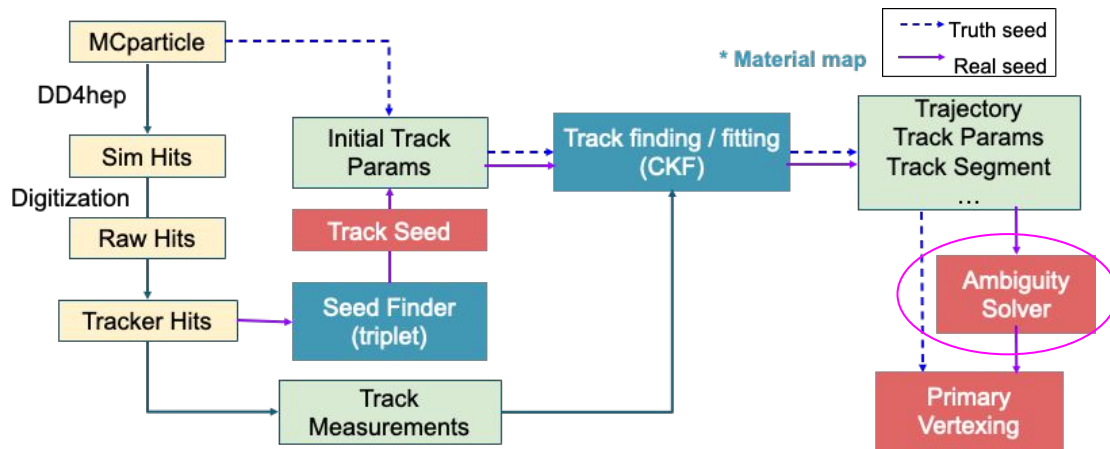 MCparticle
DD4hep
Sim Hits
Digitization
Raw Hits
Tracker Hits
Initial Track
Params
Track Seed
Seed Finder
(triplet)
Track
Measurements
Track finding / fitting
(CKF)
* Material map
Truth seed
Real seed
Trajectory
Track Params
Track Segment
...
Ambiguity
Solver
Primary
Vertexing